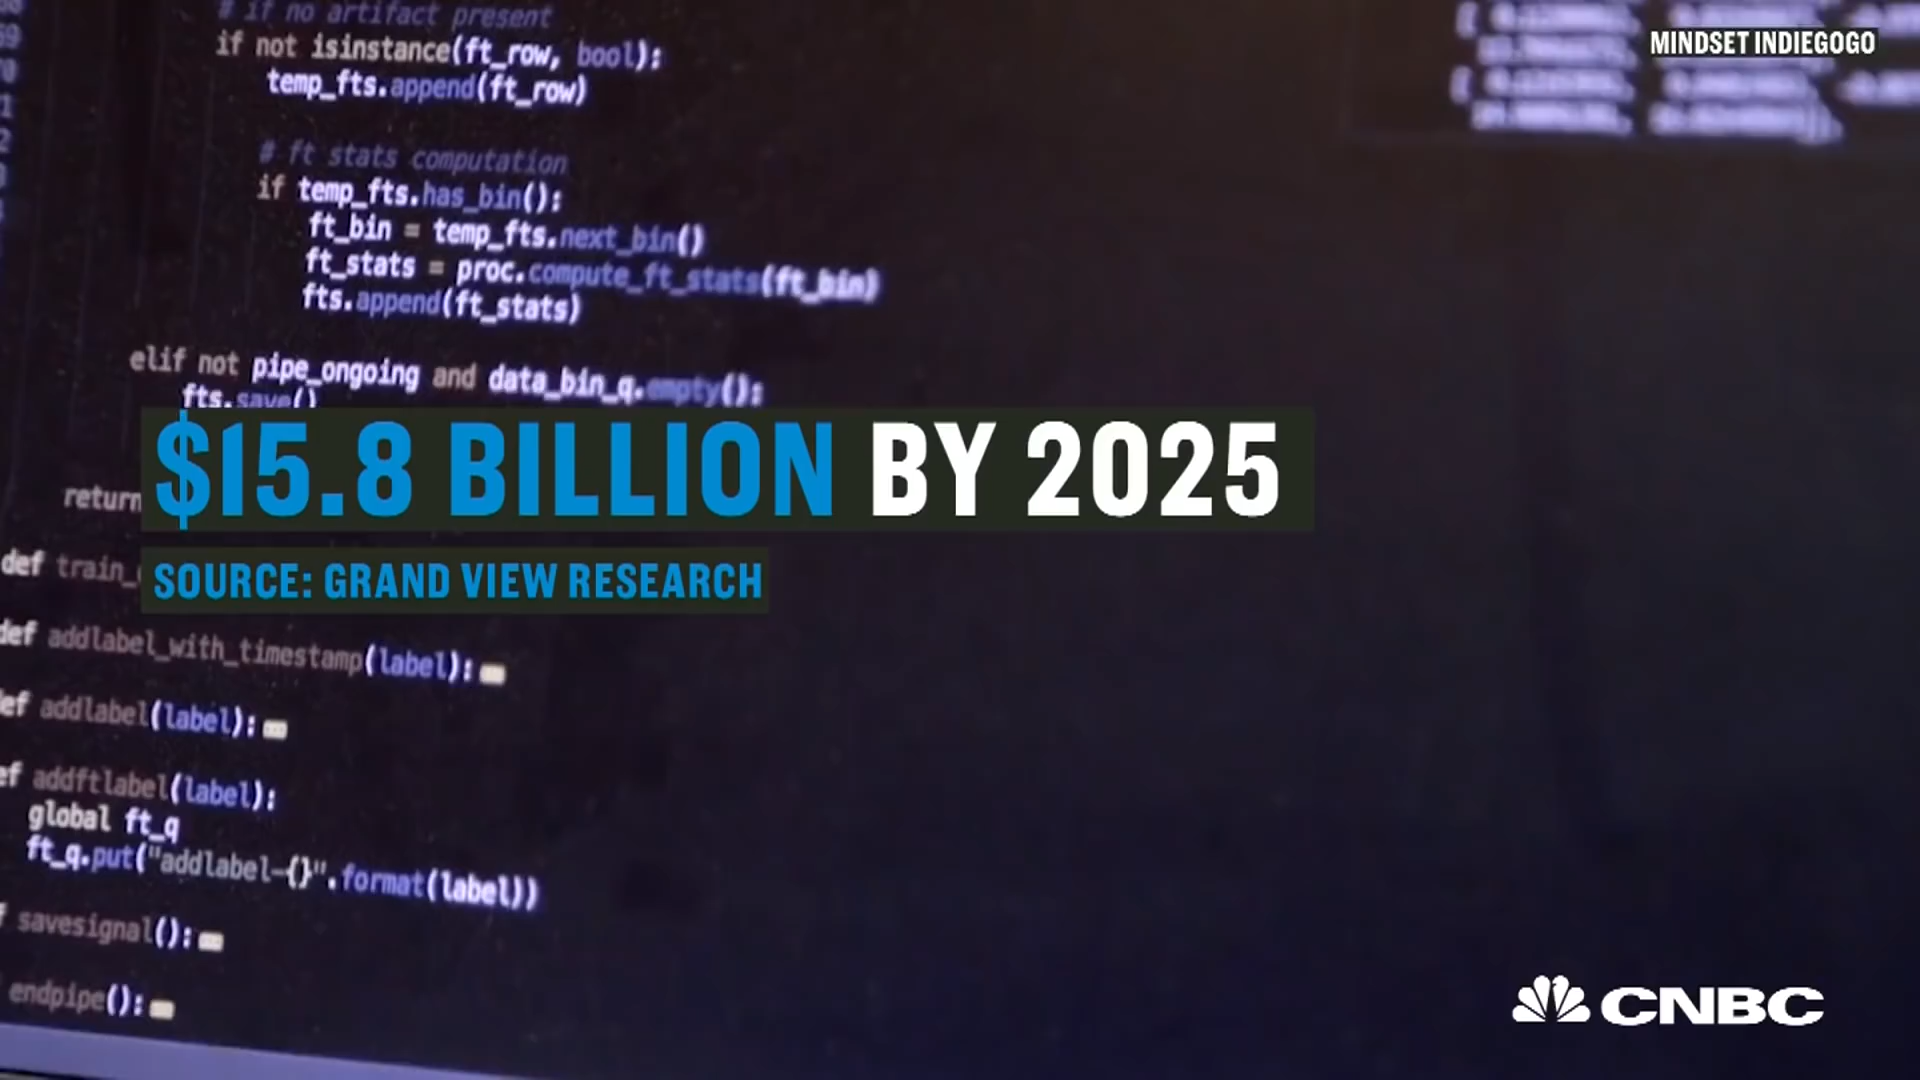 # if no artifact present
if not isinstance(ft_row, bool):
temp_fts.append(ft_row)
MINDSET INDIEGOGO
# ft stats computation
if temp_fts.has_bin():
ft_bin = temp_fts.next_bin()
ft_stats = proc.compute_ft_stats(ft_bin)
fts.append(ft_stats)
elif not pipe_ongoing and data_bin_q.empty():
fts.save()
$15.8 BILLION BY 2025
return
SOURCE: GRAND VIEW RESEARCH
def train_
def addlabel_with_timestamp(label):
def addlabel(label):
def addftlabel(label):
global ft_q
ft_q.put("addlabel-{}".format(label))
savesignal():
endpipe():
CNBC